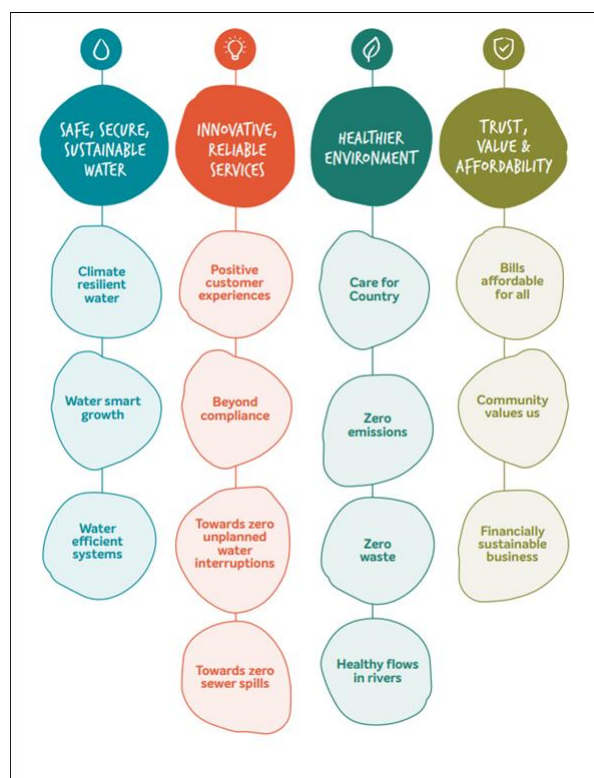 SAFE, SECURE,
SUSTAINABLE
WATER
Climate
resilient
water
Water smart
growth
Water
efficient
systems
INNOVATIVE,
RELIABLE
SERVICES
Positive
customer
experiences
Beyond
compliance
Towards zero
unplanned
water
interruptions
Towards zero
sewer spills
HEALTHIER
ENVIRONMENT
Care for
Country
Zero
emissions
Zero
waste
Healthy flows
in rivers
TRUST,
VALUE &
AFFORDABILITY
Bills
affordable
for all
Community
values us
Financially
sustainable
business